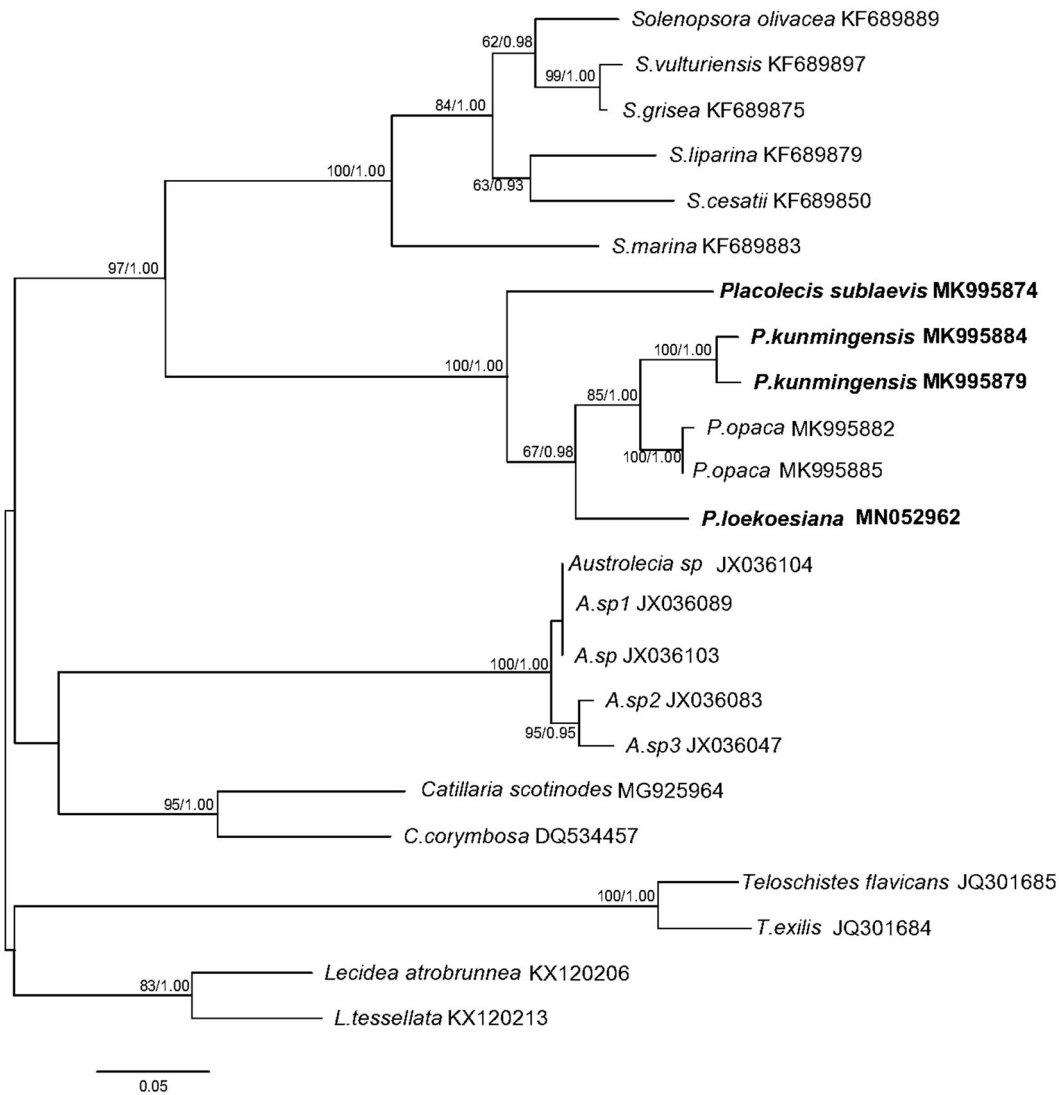 Solenopsora olivacea KF689889
62/0.98
S.vulturiensis KF689897
99/1.00
S.grisea KF689875
84/1.00
S.liparina KF689879
100/1.00
63/0.93
S.cesatii KF689850
S.marina KF689883
97/1.00
Placolecis sublaevis MK995874
P.kunmingensis MK995884
100/1.00
100/1.00
P.kunmingensis MK995879
85/1.00
P.opaca MK995882
67/0.98
100/1.00
P.opaca MK995885
P.loekoesiana MN052962
Austrolecia sp JX036104
A.sp1 JX036089
A.sp JX036103
100/1.00
A.sp2 JX036083
95/0.95
A.sp3 JX036047
Catillaria scotinodes MG925964
95/1.00
C.corymbosa DQ534457
Teloschistes flavicans JQ301685
100/1.00
T.exilis JQ301684
Lecidea atrobrunnea KX120206
83/1.00
L.tessellata KX120213
0.05